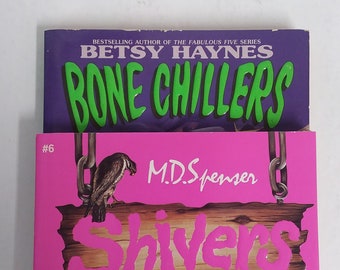 BESTSELLING AUTHOR OF THE FABULOUS FIVE SERIES
BETSY HAYNES
BONE CHILLERS
#6
M.D.Spenser
Shivers